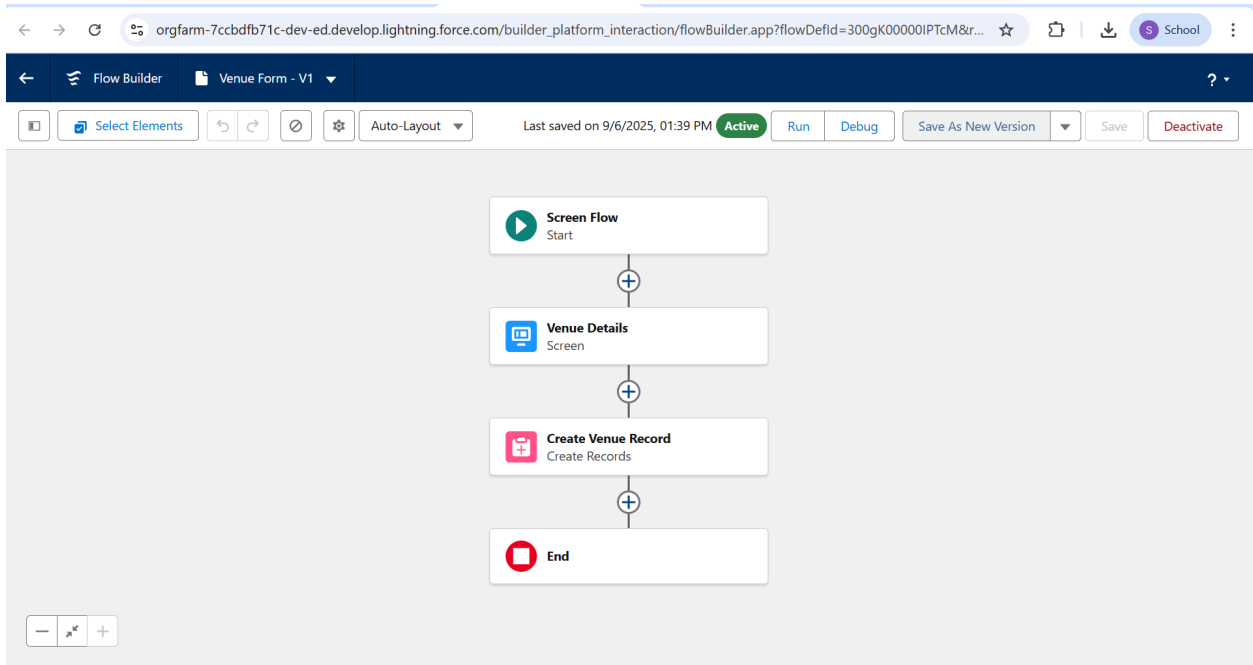 orgfarm-7ccbdfb71c-dev-ed.develop.lightning.force.com/builder_platform_interaction/flowBuilder.app?flowDefId=300gK00000IPTcM&r...
S School
Flow Builder Venue Form - V1 ?
Select Elements Auto-Layout Last saved on 9/6/2025, 01:39 PM Active Run Debug Save As New Version Save Deactivate
Screen Flow
Start
Venue Details
Screen
Create Venue Record
Create Records
End